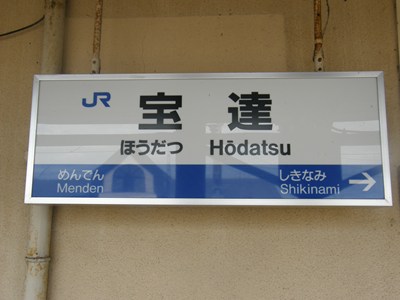 JR 宝達
ほうだつ Hōdatsu
めんでん しきなみ
Menden Shikinami